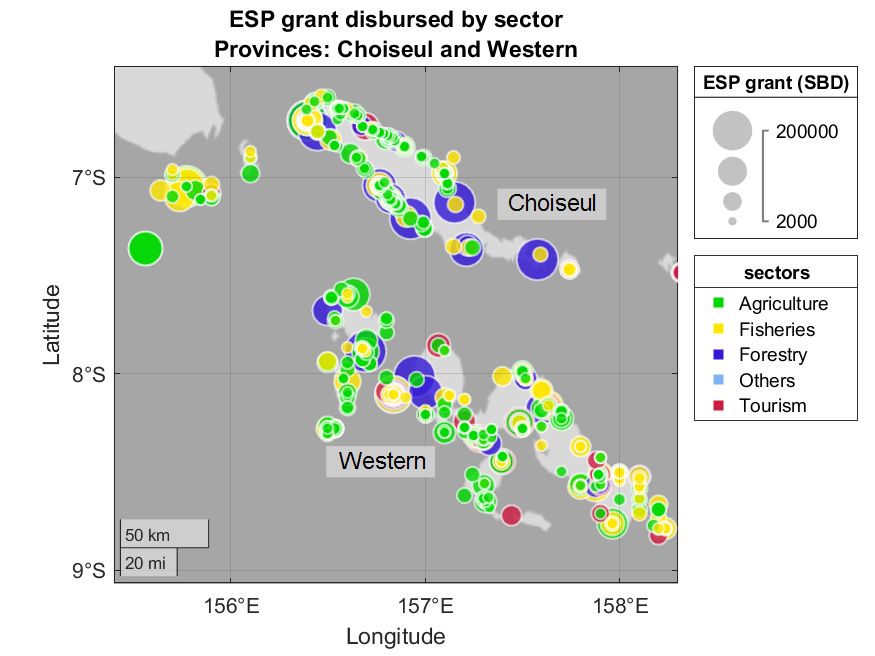 ESP grant disbursed by sector
Provinces: Choiseul and Western
ESP grant (SBD)
200000
2000
sectors
Agriculture
Fisheries
Forestry
Others
Tourism
Choiseul
Western
7°S
8°S
9°S
Latitude
50 km
20 mi
156°E
157°E
158°E
Longitude